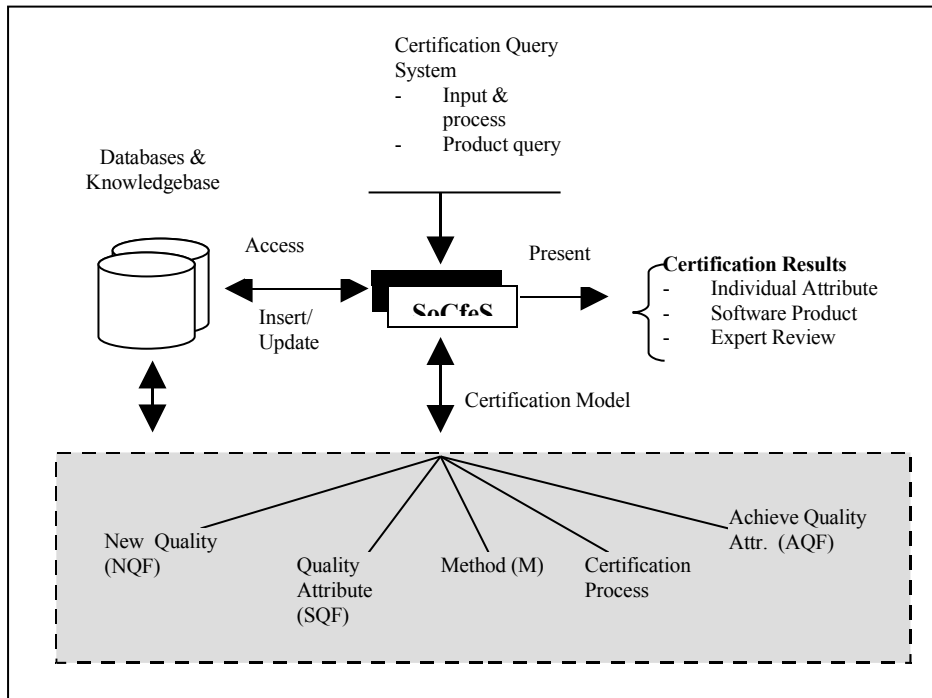 Certification Query
System
- Input &
process
- Product query
Databases &
Knowledgebase
Access
Insert/
Update
SoCfeS
Present
Certification Results
- Individual Attribute
- Software Product
- Expert Review
Certification Model
New Quality
(NQF)
Quality
Attribute
(SQF)
Method (M)
Certification
Process
Achieve Quality
Attr. (AQF)